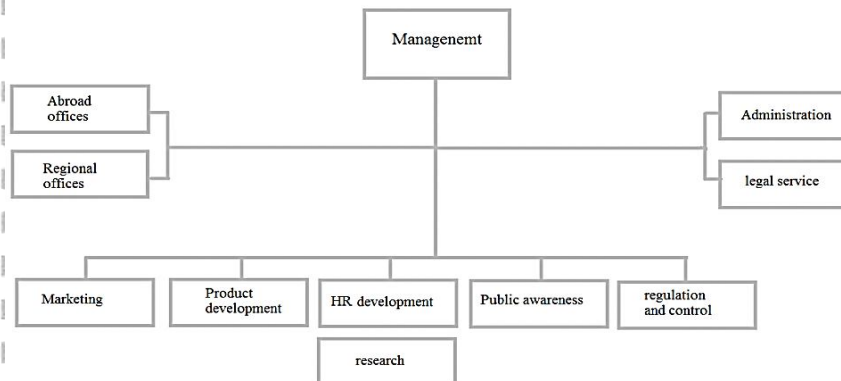 Managenemt
Abroad
offices
Administration
Regional
offices
legal service
Marketing
Product
development
HR development
Public awareness
regulation
and control
research